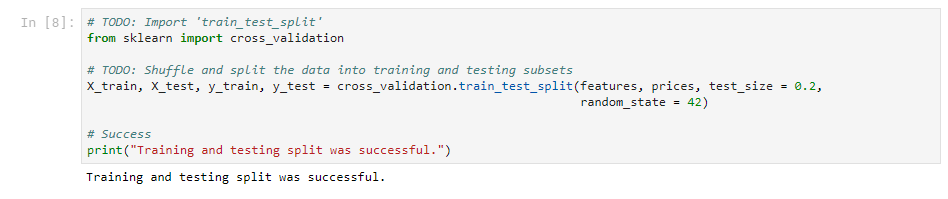 In [8]: # TODO: Import 'train_test_split'
from sklearn import cross_validation
# TODO: Shuffle and split the data into training and testing subsets
X_train, X_test, y_train, y_test = cross_validation.train_test_split(features, prices, test_size = 0.2,
random_state = 42)
# Success
print("Training and testing split was successful.")
Training and testing split was successful.